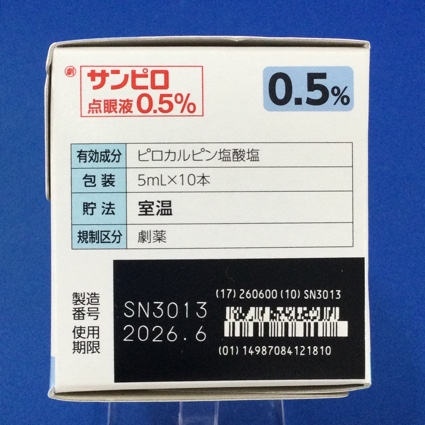 劇
サンピロ
点眼液0.5%
0.5%
有効成分 ピロカルピン塩酸塩
包装 5mL×10本
貯法 室温
規制区分 劇薬
製造番号 SN3013
使用期限 2026.6
(17) 260600 (10) SN3013
(01) 14987084121810